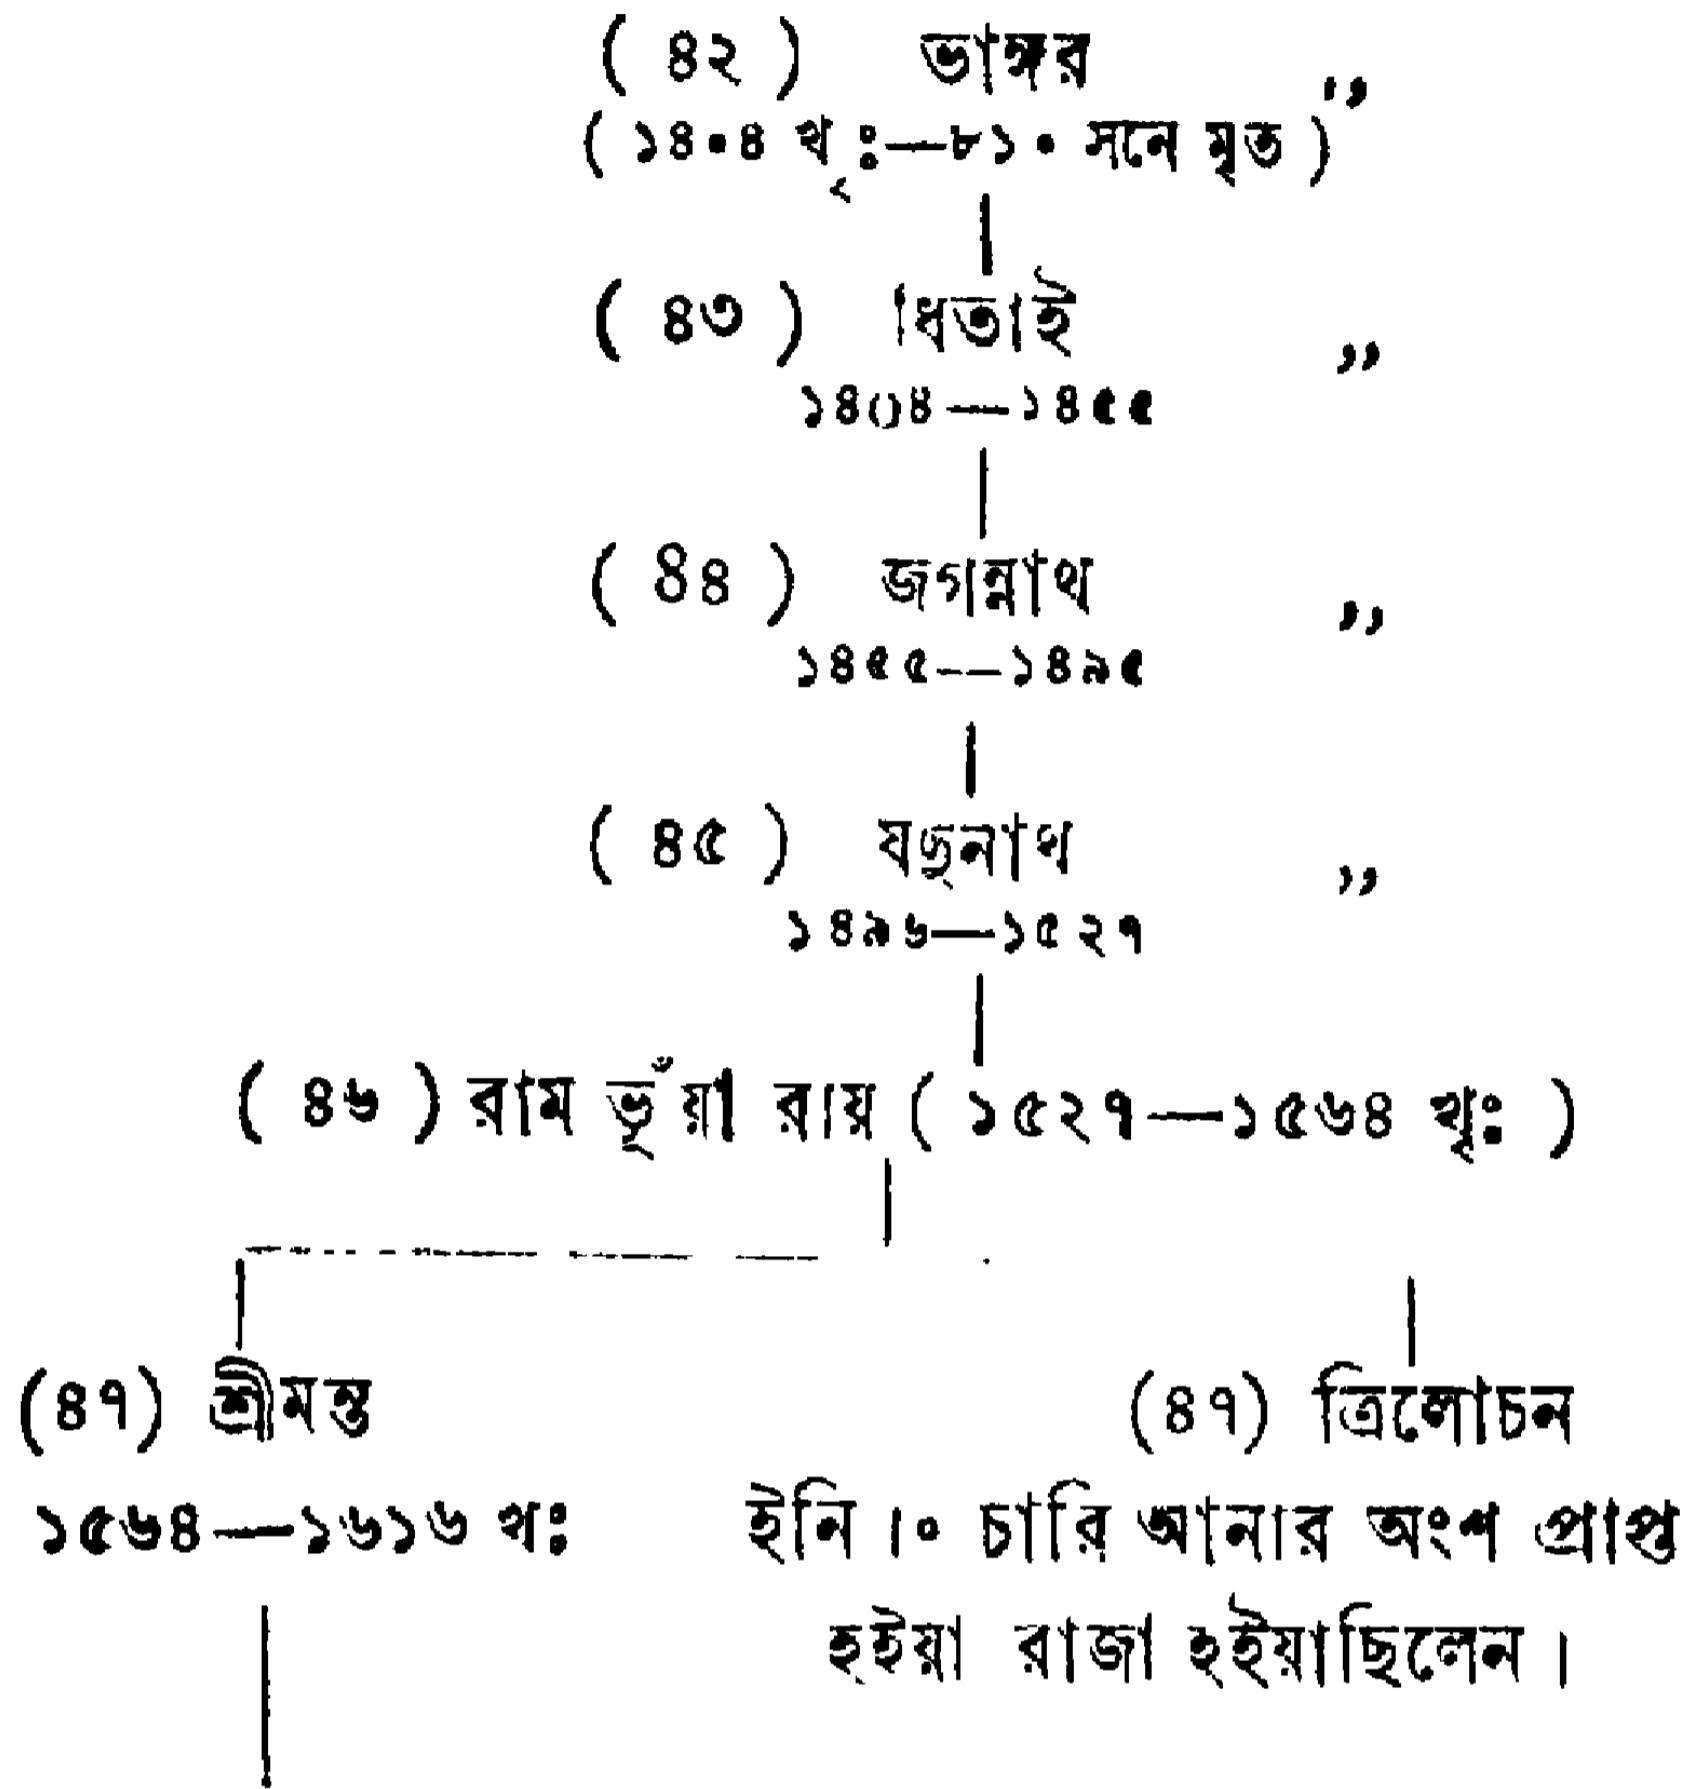 ( ৪২ ) ভাঙ্গর ,,
( ১৪০৪ খৃঃ—৮১০ সনে মৃত )
( ৪৩ ) ধিতাই ,,
১৪০৪—১৪৫৫
( ৪৪ ) জগন্নাথ ,,
১৪৫৫—১৪৯৫
( ৪৫ ) যদুনাথ ,,
১৪৯৬—১৫২৭
( ৪৬ ) রাম ভূঁয়া রায় ( ১৫২৭—১৫৬৪ খৃঃ )
(৪৭) শ্রীমন্ত (৪৭) ত্রিলোচন
১৫৬৪—১৬১৬ খৃঃ ইনি ।৹ চারি আনার অংশ প্রাপ্ত
হইয়া রাজা হইয়াছিলেন ।